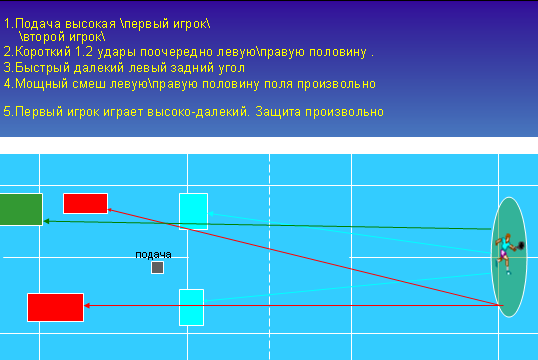 1.Подача высокая \первый игрок\
\второй игрок\
2.Короткий 1.2 удары поочередно левую\правую половину .
3.Быстрый далекий левый задний угол
4.Мощный смеш левую\правую половину поля произвольно
5.Первый игрок играет высоко-далекий. Защита произвольно
подача